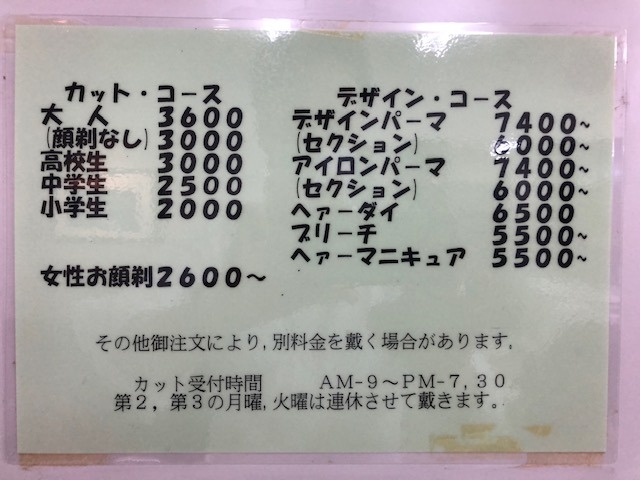 カット・コース
大　人　３６００
(顔剃なし)３０００
高校生　３０００
中学生　２５００
小学生　２０００
女性お顔剃２６００～
デザイン・コース
デザインパーマ　７４００～
(セクション)　６０００～
アイロンパーマ　７４００～
(セクション)　６０００～
ヘァーダイ　６５００
ブリーチ　５５００～
ヘァーマニキュア　５５００～
その他御注文により,別料金を戴く場合があります。
カット受付時間　ＡＭ－９～ＰＭ－７,３０
第２，第３の月曜,火曜は連休させて戴きます。